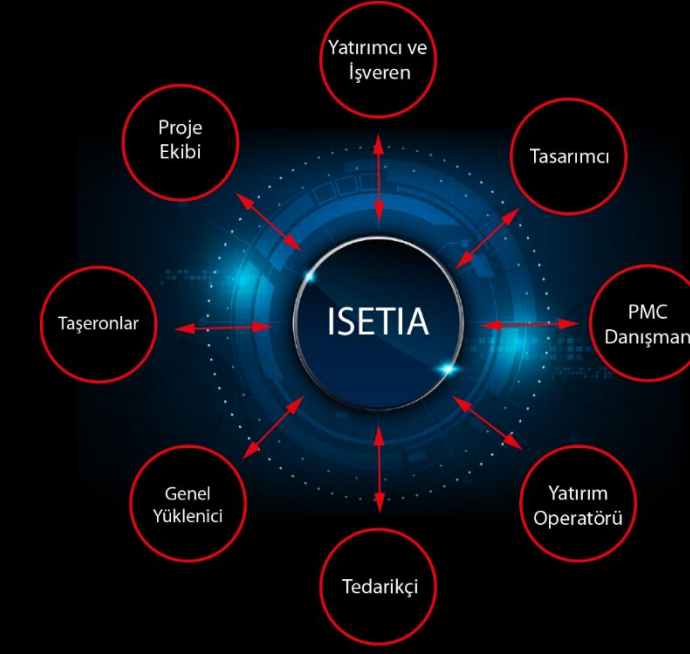 Yatırımcı ve
İşveren
Proje
Ekibi
Tasarımcı
ISETIA
Taşeronlar
PMC
Danışman
Genel
Yüklenici
Yatırım
Operatörü
Tedarikçi